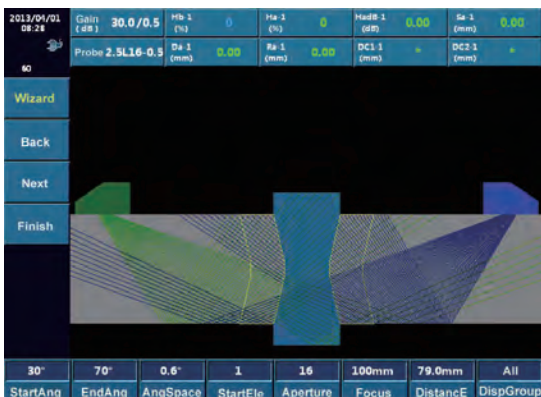 2013/04/01
08:28
60
Gain (dB) 30.0/0.5
Hb-1 (%) 0
Ha-1 (%) 0
HadB-1 (dB) 0.00
Sa-1 (mm) 0.00
Probe 2.5L16-0.5
Da-1 (mm) 0.00
Ra-1 (mm) 0.00
DC1-1 (mm) *
DC2-1 (mm) *
Wizard
Back
Next
Finish
30° 70° 0.6° 1 16 100mm 79.0mm All
StartAng EndAng AngSpace StartEle Aperture Focus DistancE DispGroup